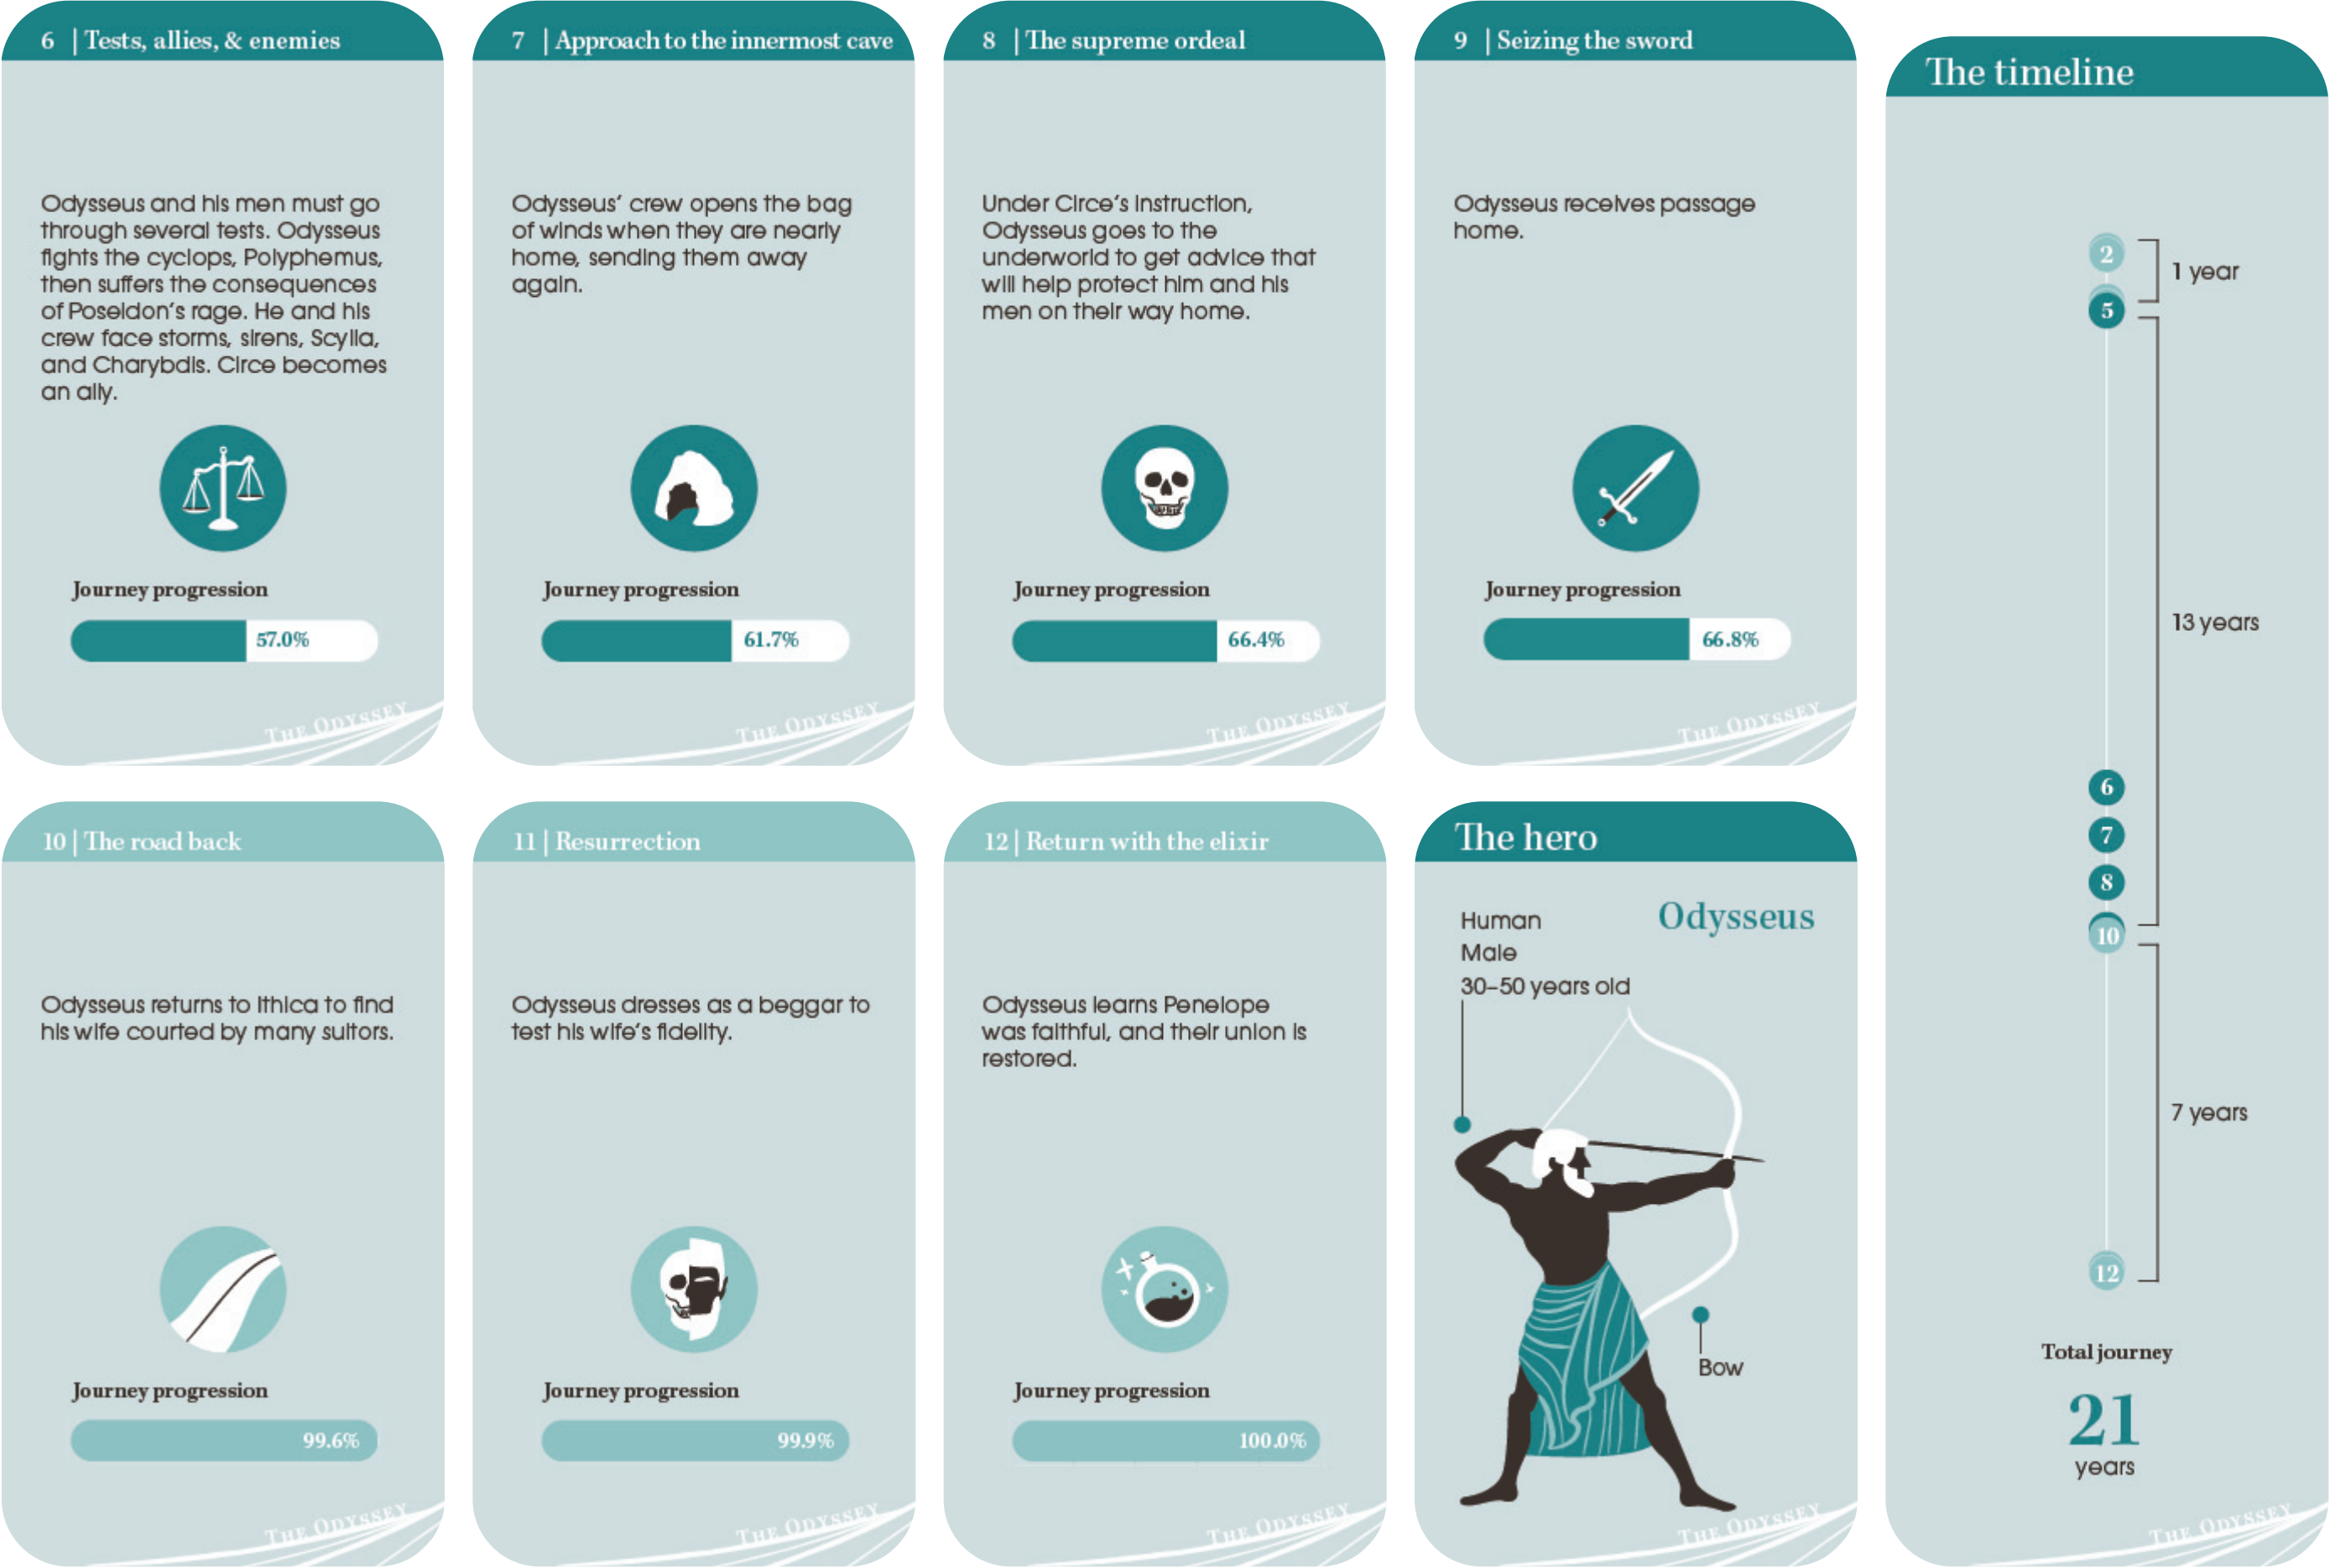 6 | Tests, allies, & enemies
Odysseus and his men must go
through several tests. Odysseus
fights the cyclops, Polyphemus,
then suffers the consequences
of Poseidon's rage. He and his
crew face storms, sirens, Scylla,
and Charybdis. Circe becomes
an ally.
Journey progression
57.0%
THE ODYSSEY
7 | Approach to the innermost cave
Odysseus' crew opens the bag
of winds when they are nearly
home, sending them away
again.
Journey progression
61.7%
THE ODYSSEY
8 | The supreme ordeal
Under Circe's instruction,
Odysseus goes to the
underworld to get advice that
will help protect him and his
men on their way home.
Journey progression
66.4%
THE ODYSSEY
9 | Seizing the sword
Odysseus receives passage
home.
Journey progression
66.8%
THE ODYSSEY
10 | The road back
Odysseus returns to Ithica to find
his wife courted by many suitors.
Journey progression
99.6%
THE ODYSSEY
11 | Resurrection
Odysseus dresses as a beggar to
test his wife's fidelity.
Journey progression
99.9%
THE ODYSSEY
12 | Return with the elixir
Odysseus learns Penelope
was faithful, and their union is
restored.
Journey progression
100.0%
THE ODYSSEY
The hero
Odysseus
Human
Male
30–50 years old
Bow
THE ODYSSEY
The timeline
2
1 year
5
13 years
6
7
8
10
7 years
12
Total journey
21
years
THE ODYSSEY